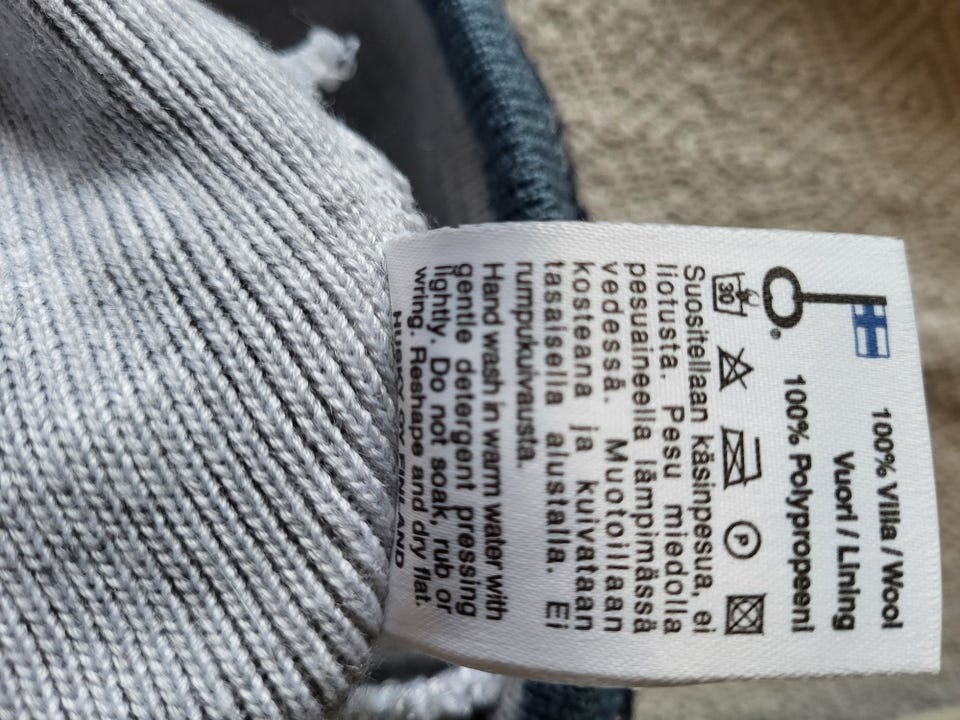 100% Villa / Wool
Vuori / Lining
100% Polypropeeni
®
30 P
Suositellaan käsinpesua, ei
liotusta. Pesu miedolla
pesuaineella lämpimässä
vedessä. Muotoillaan
kosteana ja kuivataan
tasaisella alustalla. Ei
rumpukuivausta.
Hand wash in warm water with
gentle detergent pressing
lightly. Do not soak, rub or
wring. Reshape and dry flat.